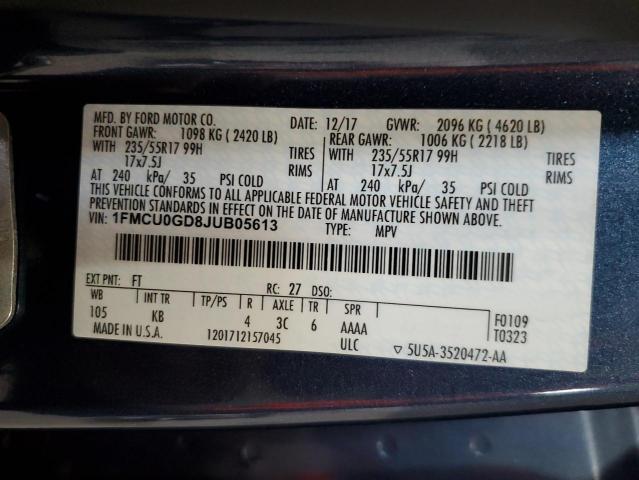 MFD. BY FORD MOTOR CO. DATE: 12/17 GVWR: 2096 KG ( 4620 LB)
FRONT GAWR: 1098 KG ( 2420 LB) REAR GAWR: 1006 KG ( 2218 LB)
WITH 235/55R17 99H TIRES WITH 235/55R17 99H TIRES
17x7.5J RIMS 17x7.5J RIMS
AT 240 kPa/ 35 PSI COLD AT 240 kPa/ 35 PSI COLD
THIS VEHICLE CONFORMS TO ALL APPLICABLE FEDERAL MOTOR VEHICLE SAFETY AND THEFT
PREVENTION STANDARDS IN EFFECT ON THE DATE OF MANUFACTURE SHOWN ABOVE.
VIN: 1FMCU0GD8JUB05613 TYPE: MPV
EXT PNT: FT RC: 27 DSO:
WB INT TR TP/PS R AXLE TR SPR
105 KB 4 3C 6 AAAA F0109
MADE IN U.S.A. 1201712157045 ULC T0323
▽ 5U5A-3520472-AA